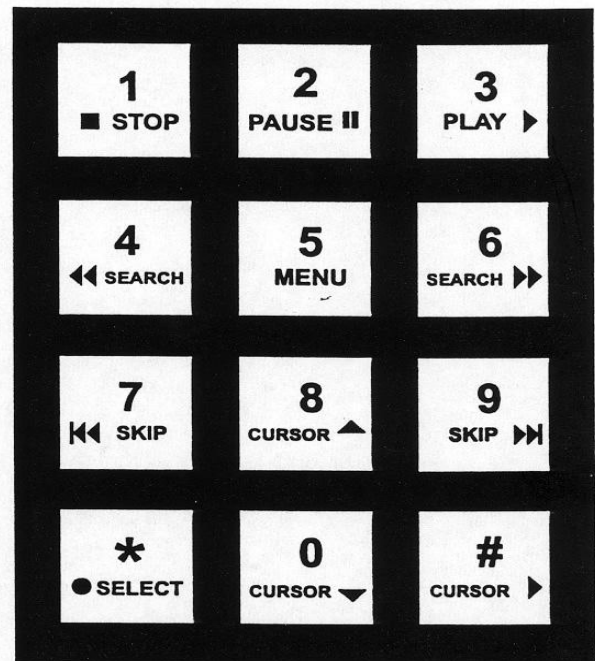 1
■ STOP
2
PAUSE ⏸
3
PLAY ▶
4
◀◀ SEARCH
5
MENU
6
SEARCH ▶▶
7
|◀◀ SKIP
8
CURSOR ▲
9
SKIP ▶▶|
*
● SELECT
0
CURSOR ▼
#
CURSOR ▶